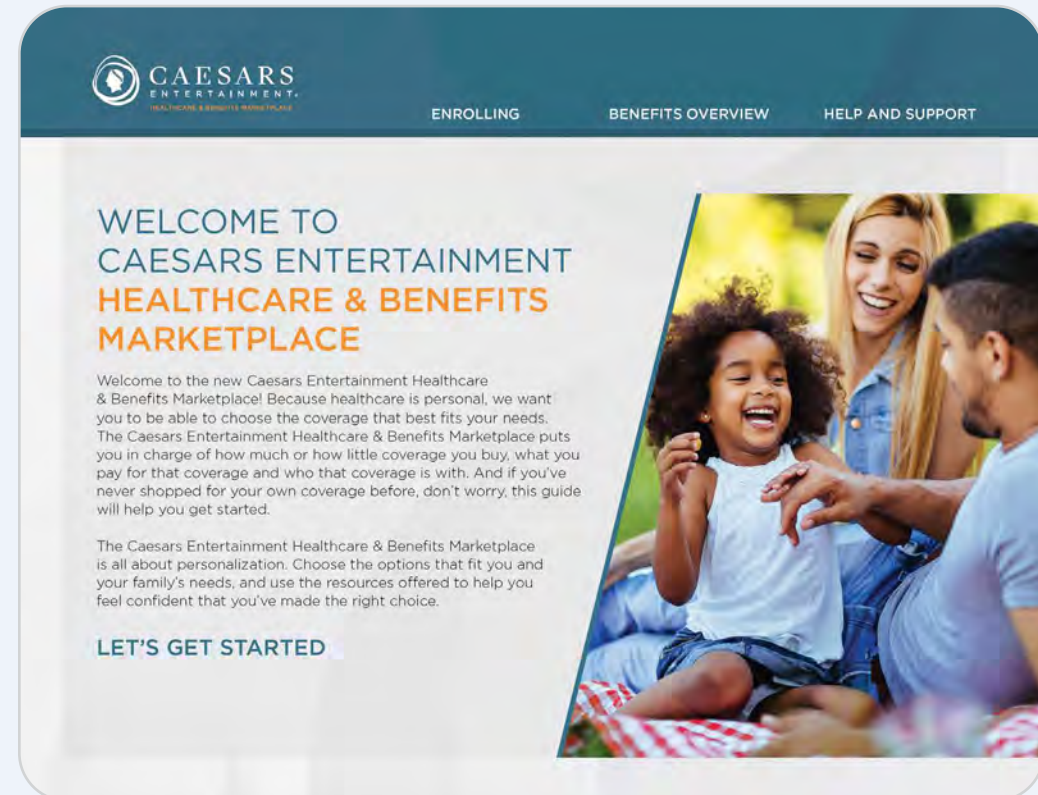 CAESARS
ENTERTAINMENT.
HEALTHCARE & BENEFITS MARKETPLACE
ENROLLING
BENEFITS OVERVIEW
HELP AND SUPPORT
WELCOME TO
CAESARS ENTERTAINMENT
HEALTHCARE & BENEFITS
MARKETPLACE
Welcome to the new Caesars Entertainment Healthcare
& Benefits Marketplace! Because healthcare is personal, we want
you to be able to choose the coverage that best fits your needs.
The Caesars Entertainment Healthcare & Benefits Marketplace puts
you in charge of how much or how little coverage you buy, what you
pay for that coverage and who that coverage is with. And if you've
never shopped for your own coverage before, don't worry, this guide
will help you get started.
The Caesars Entertainment Healthcare & Benefits Marketplace
is all about personalization. Choose the options that fit you and
your family's needs, and use the resources offered to help you
feel confident that you've made the right choice.
LET'S GET STARTED